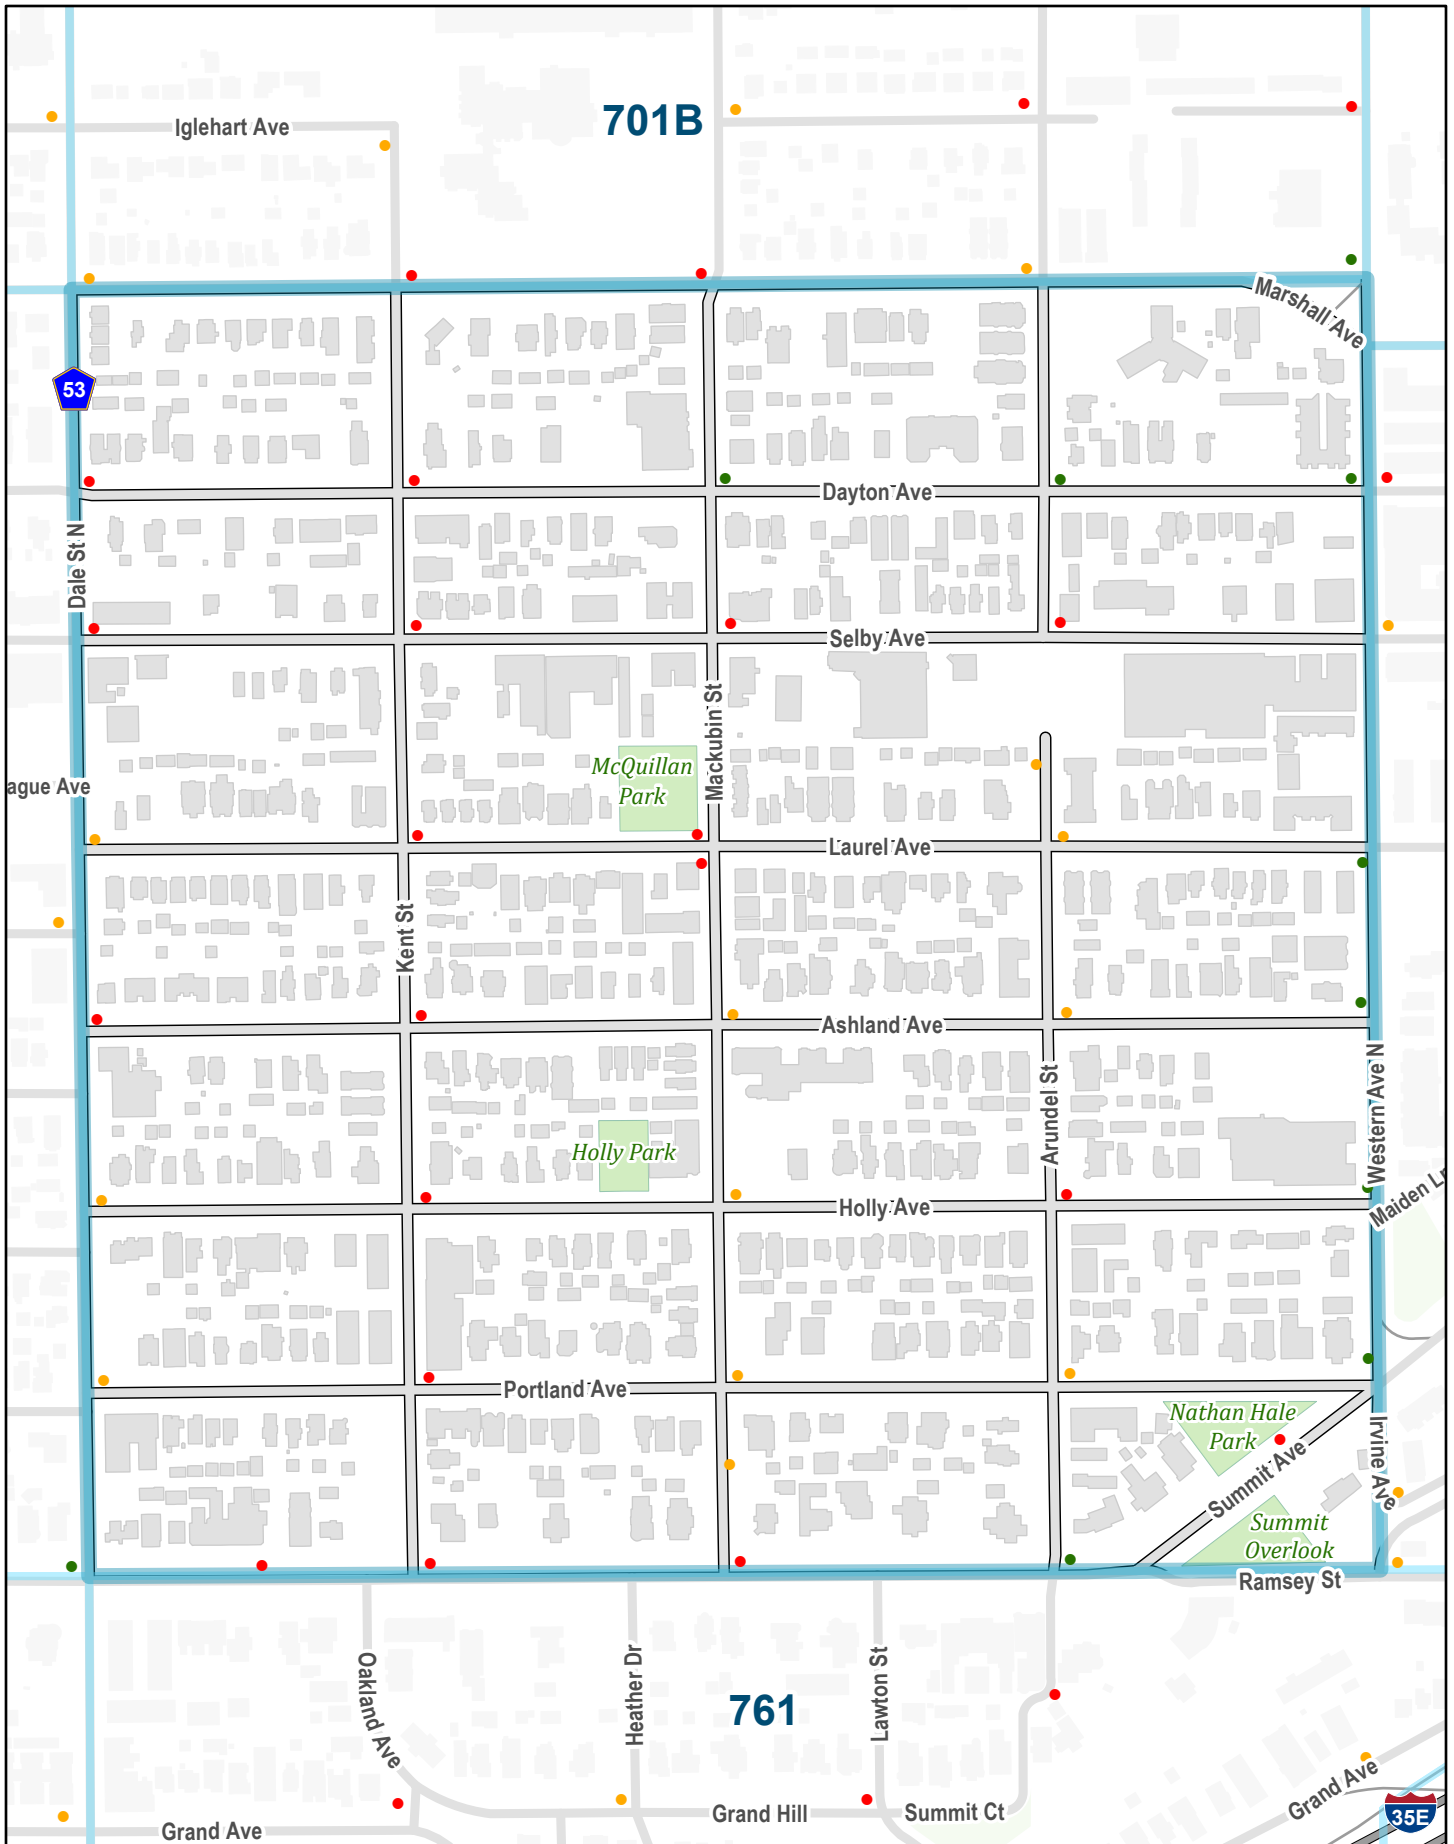 701B
Iglehart Ave
Marshall Ave
53
Dayton Ave
Dale St N
Selby Ave
Mackubin St
McQuillan
Park
ague Ave
Laurel Ave
Kent St
Ashland Ave
Arundel St
Western Ave N
Holly Park
Maiden Ln
Holly Ave
Portland Ave
Nathan Hale
Park
Summit Ave
Irvine Ave
Summit
Overlook
Ramsey St
Oakland Ave
Heather Dr
Lawton St
761
Grand Ave
Grand Hill
Summit Ct
Grand Ave
35E